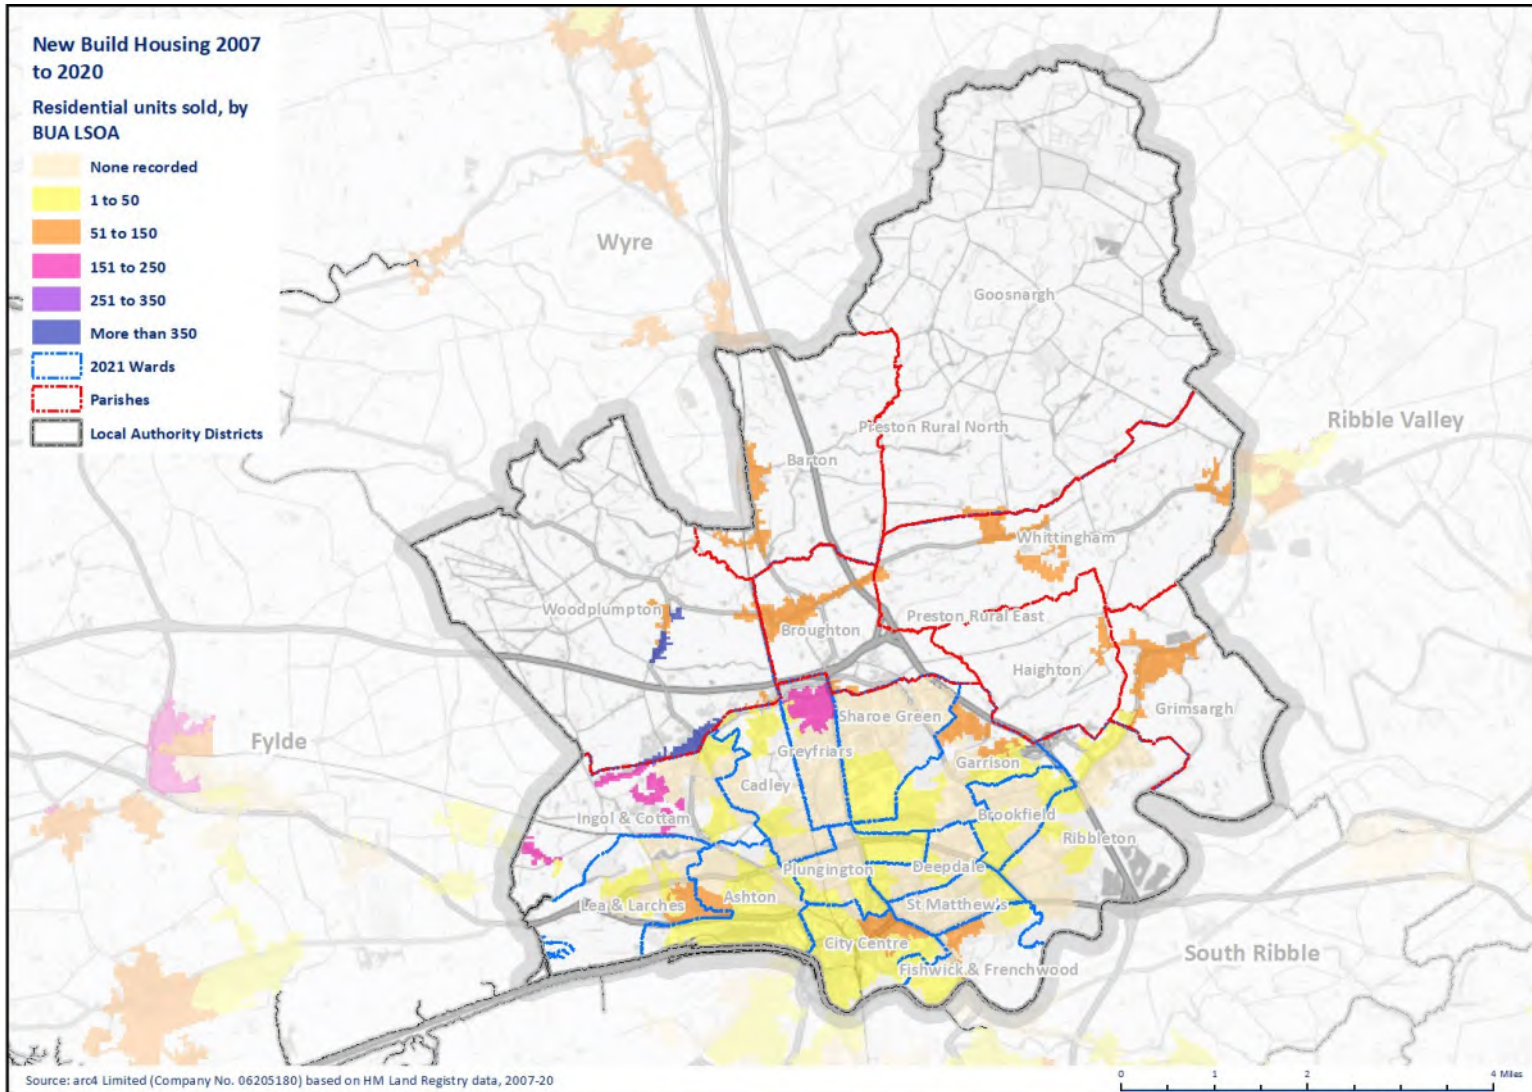 New Build Housing 2007
to 2020
Residential units sold, by
BUA LSOA
None recorded
1 to 50
51 to 150
151 to 250
251 to 350
More than 350
2021 Wards
Parishes
Local Authority Districts
Wyre
Goosnargh
Ribble Valley
Preston Rural North
Barton
Whittingham
Woodplumpton
Broughton
Preston Rural East
Haighton
Grimsargh
Sharoe Green
Fylde
Greyfriars
Garrison
Cadley
Ingol & Cottam
Brookfield
Ribbleton
Plungington
Deepdale
Lea & Larches
Ashton
St Matthew's
City Centre
South Ribble
Fishwick & Frenchwood
Source: arc4 Limited (Company No. 06205180) based on HM Land Registry data, 2007-20
0 1 2 4 Miles